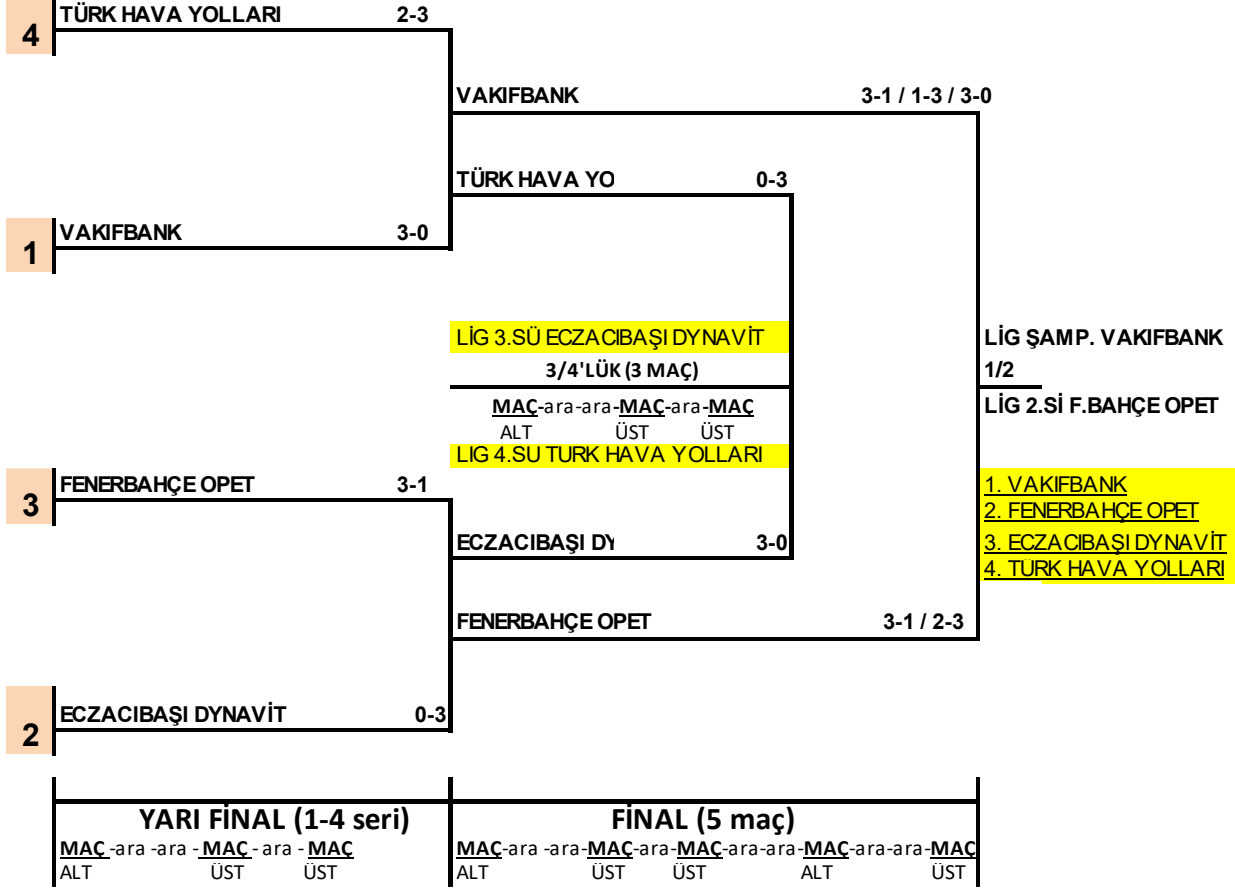 4
TÜRK HAVA YOLLARI 2-3
VAKIFBANK 3-1 / 1-3 / 3-0
TÜRK HAVA YO 0-3
1
VAKIFBANK 3-0
LİG 3.SÜ ECZACIBAŞI DYNAVİT
3/4'LÜK (3 MAÇ)
MAÇ-ara-ara-MAÇ-ara-MAÇ
ALT ÜST ÜST
LIG 4.SU TURK HAVA YOLLARI
LİG ŞAMP. VAKIFBANK
1/2
LİG 2.Sİ F.BAHÇE OPET
3
FENERBAHÇE OPET 3-1
ECZACIBAŞI DY 3-0
1. VAKIFBANK
2. FENERBAHÇE OPET
3. ECZACIBAŞI DYNAVİT
4. TÜRK HAVA YOLLARI
FENERBAHÇE OPET 3-1 / 2-3
2
ECZACIBAŞI DYNAVİT 0-3
YARI FİNAL (1-4 seri)
MAÇ -ara -ara - MAÇ - ara - MAÇ
ALT ÜST ÜST
FİNAL (5 maç)
MAÇ-ara -ara-MAÇ-ara-MAÇ-ara-ara-MAÇ-ara-ara-MAÇ
ALT ÜST ÜST ALT ÜST